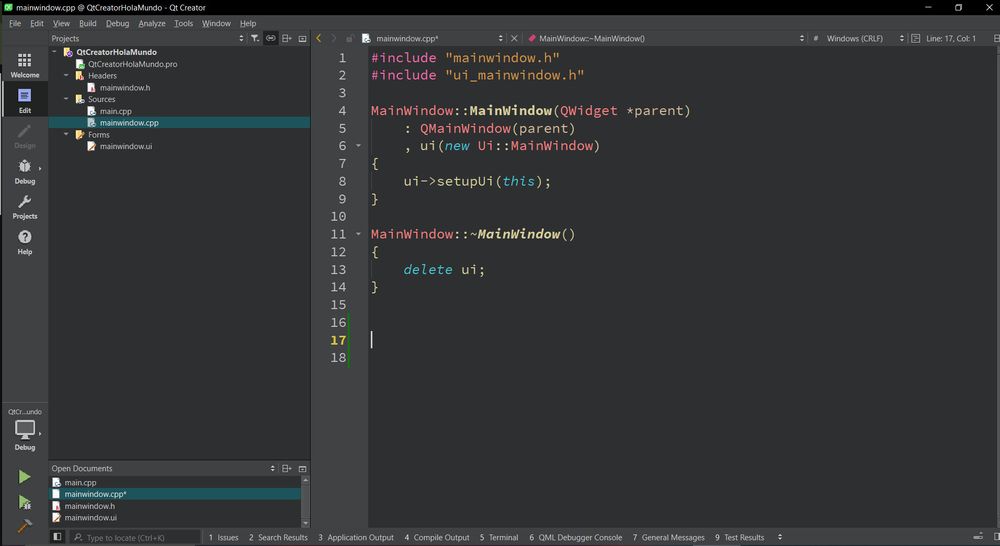 mainwindow.cpp @ QtCreatorHolaMundo - Qt Creator
File Edit View Build Debug Analyze Tools Window Help
Projects
mainwindow.cpp*
MainWindow::~MainWindow()
# Windows (CRLF)
Line: 17, Col: 1
Welcome
Edit
Design
Debug
Projects
Help
QtCr...undo
Debug
QtCreatorHolaMundo
QtCreatorHolaMundo.pro
Headers
mainwindow.h
Sources
main.cpp
mainwindow.cpp
Forms
mainwindow.ui
Open Documents
main.cpp
mainwindow.cpp*
mainwindow.h
mainwindow.ui
1 #include "mainwindow.h"
2 #include "ui_mainwindow.h"
3
4 MainWindow::MainWindow(QWidget *parent)
5     : QMainWindow(parent)
6     , ui(new Ui::MainWindow)
7 {
8     ui->setupUi(this);
9 }
10
11 MainWindow::~MainWindow()
12 {
13     delete ui;
14 }
15
16
17
18
Type to locate (Ctrl+K)
1 Issues 2 Search Results 3 Application Output 4 Compile Output 5 Terminal 6 QML Debugger Console 7 General Messages 9 Test Results